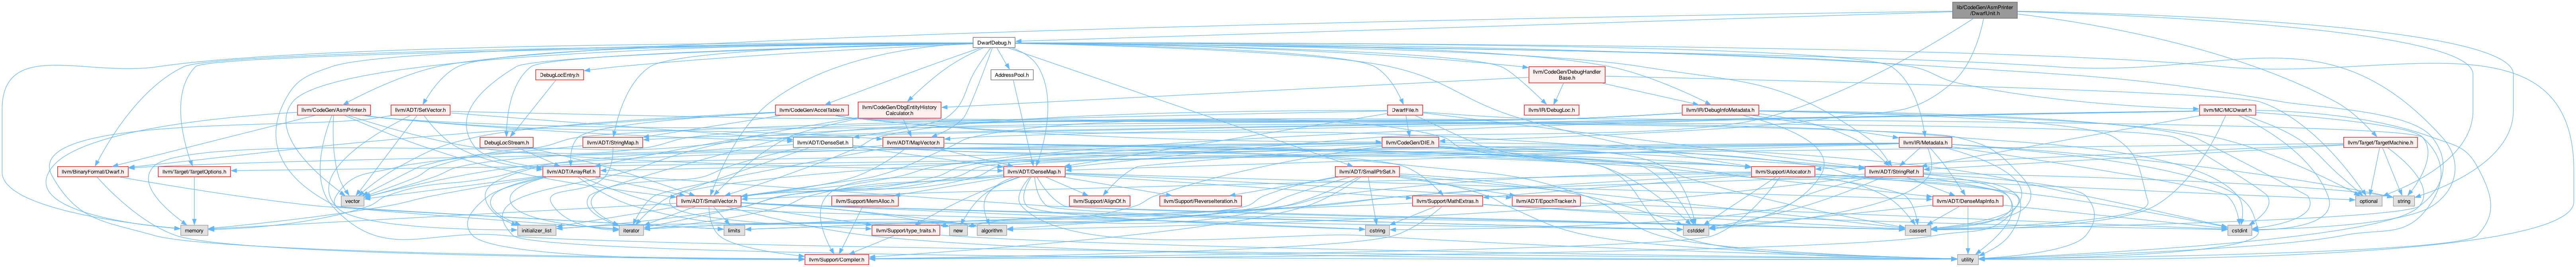 lib/CodeGen/AsmPrinter
/DwarfUnit.h
DwarfDebug.h
DebugLocEntry.h
AddressPool.h
llvm/CodeGen/DebugHandler
Base.h
llvm/CodeGen/AsmPrinter.h
llvm/ADT/SetVector.h
llvm/CodeGen/AccelTable.h
llvm/CodeGen/DbgEntityHistory
Calculator.h
DwarfFile.h
llvm/IR/DebugLoc.h
llvm/IR/DebugInfoMetadata.h
llvm/MC/MCDwarf.h
DebugLocStream.h
llvm/ADT/StringMap.h
llvm/ADT/DenseSet.h
llvm/ADT/MapVector.h
llvm/CodeGen/DIE.h
llvm/IR/Metadata.h
llvm/Target/TargetMachine.h
llvm/BinaryFormat/Dwarf.h
llvm/Target/TargetOptions.h
llvm/ADT/ArrayRef.h
llvm/ADT/DenseMap.h
llvm/ADT/SmallPtrSet.h
llvm/Support/Allocator.h
llvm/ADT/StringRef.h
vector
llvm/ADT/SmallVector.h
llvm/Support/MemAlloc.h
llvm/Support/AlignOf.h
llvm/Support/ReverseIteration.h
llvm/Support/MathExtras.h
llvm/ADT/EpochTracker.h
llvm/ADT/DenseMapInfo.h
optional
string
memory
initializer_list
iterator
limits
llvm/Support/type_traits.h
new
algorithm
cstring
cstddef
cassert
cstdint
llvm/Support/Compiler.h
utility